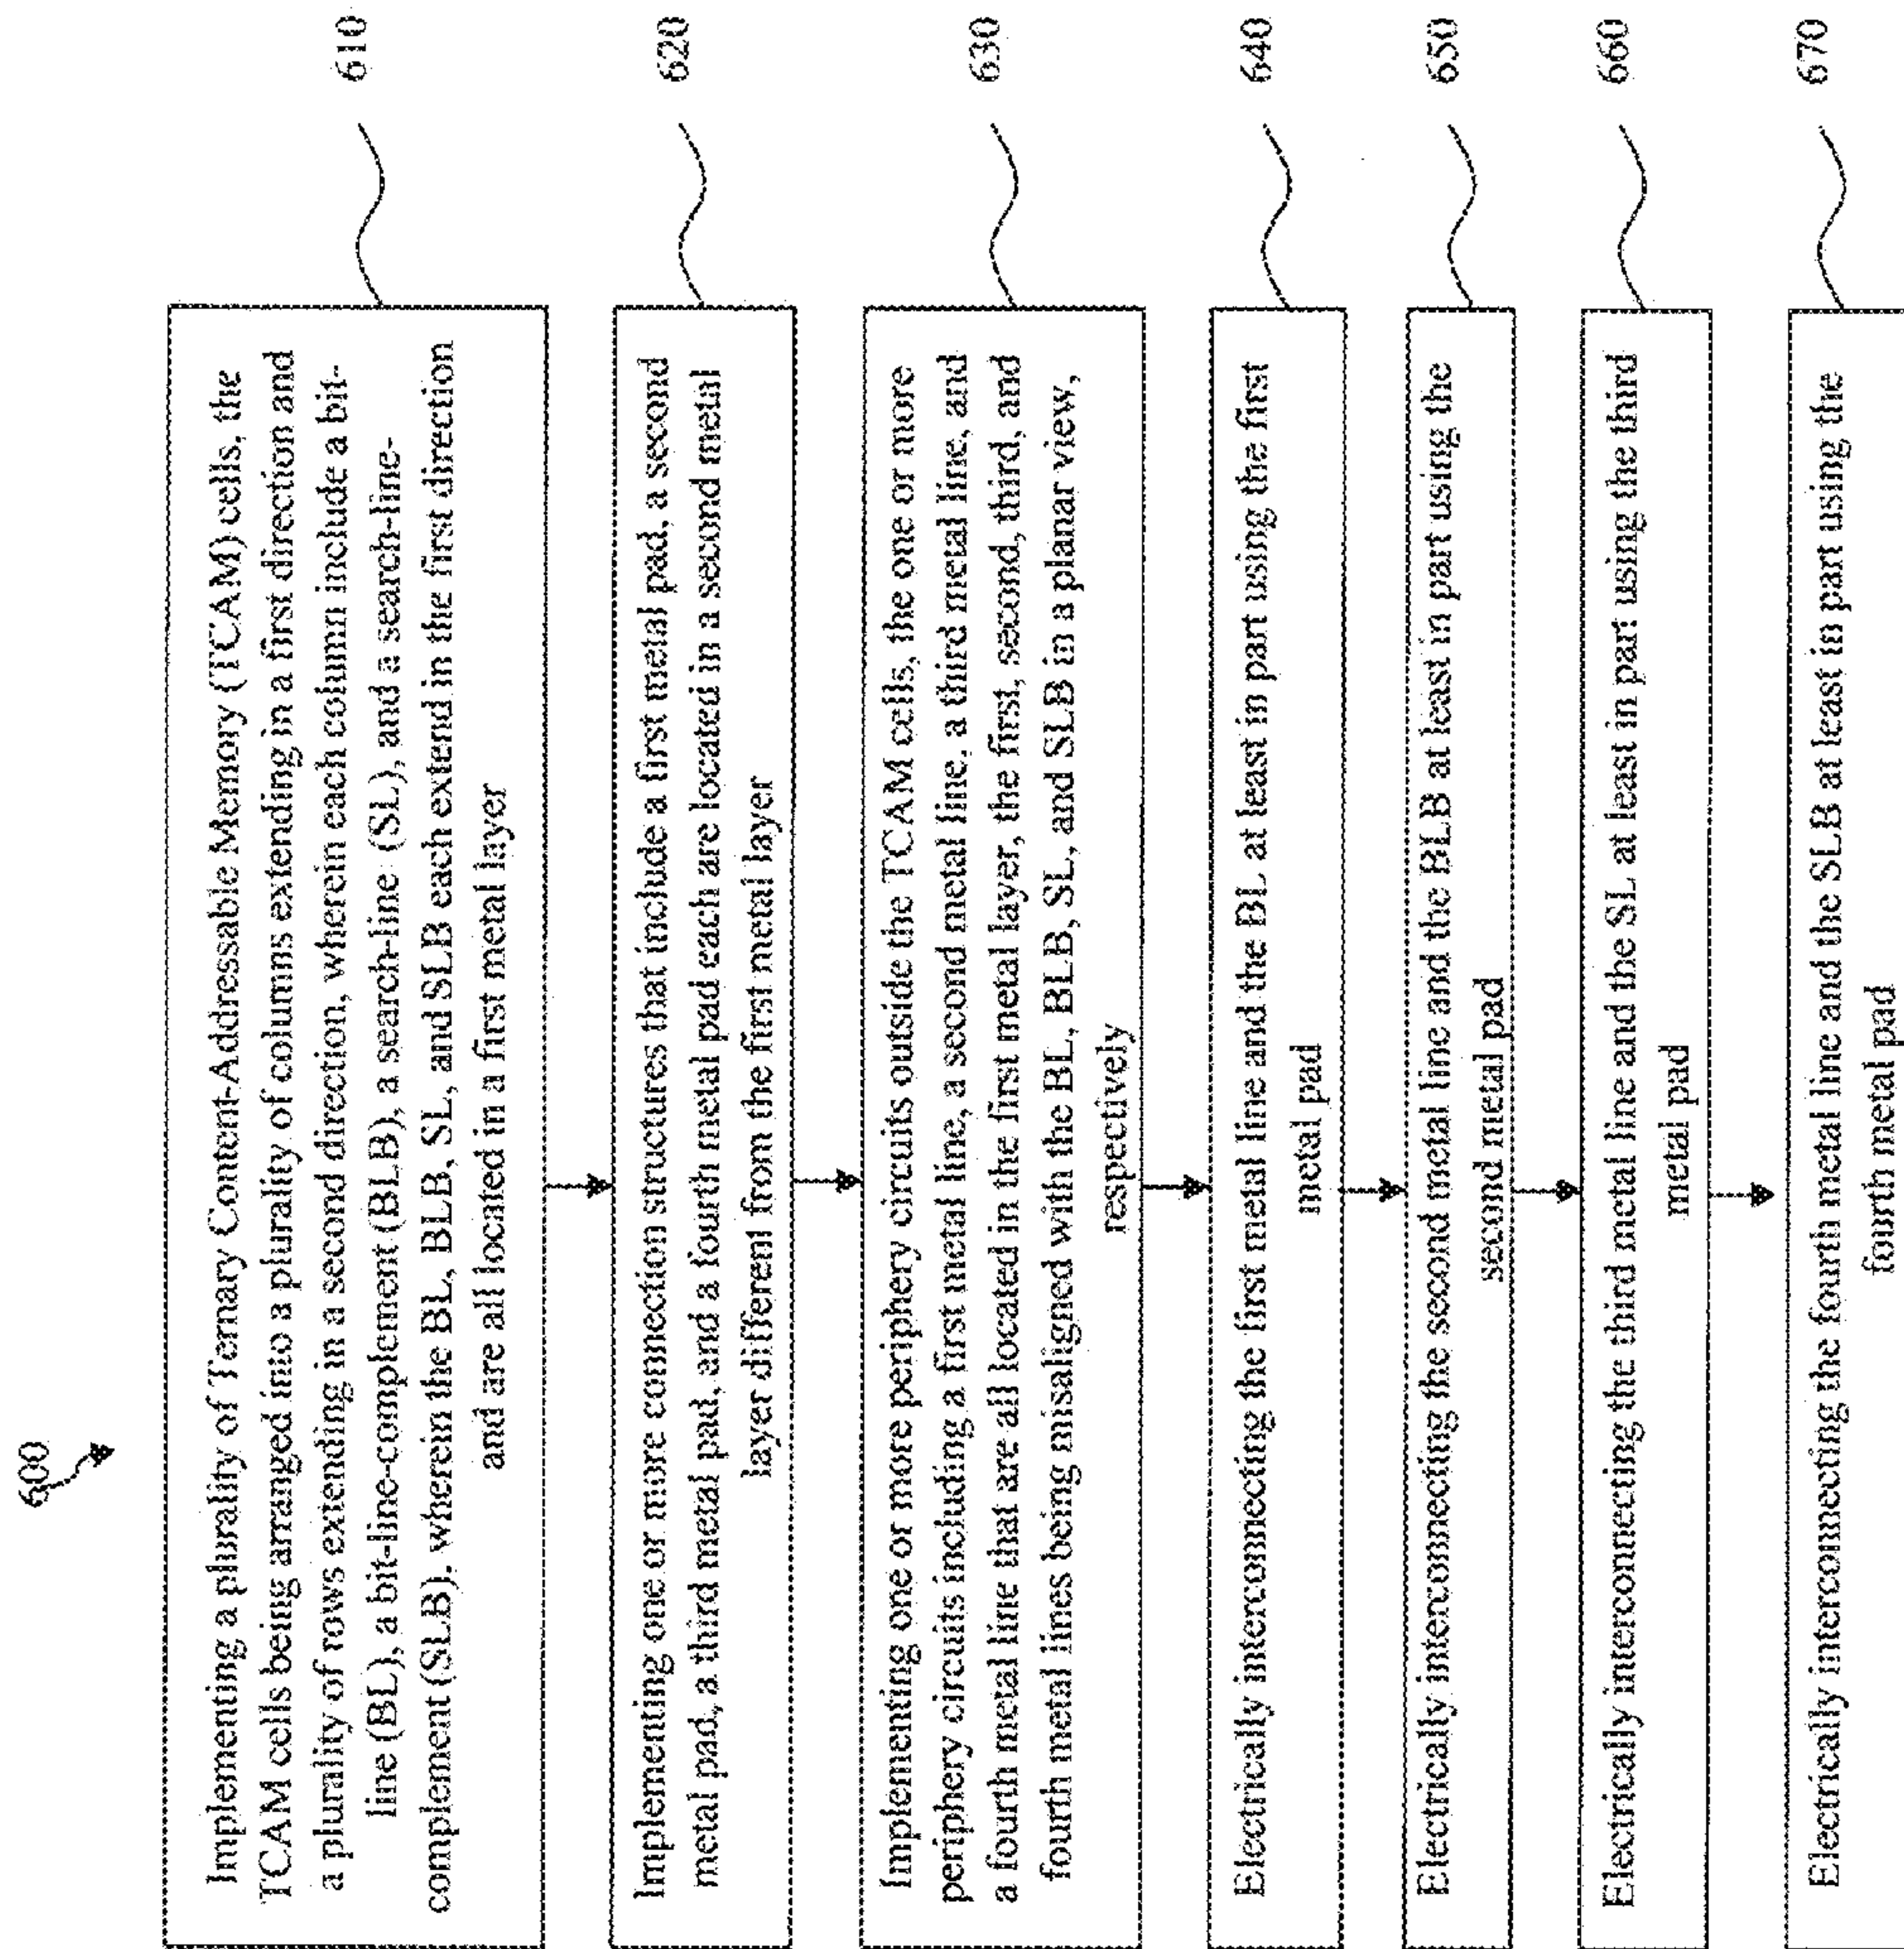 600
Implementing a plurality of Ternary Content-Addressable Memory (TCAM) cells, the
TCAM cells being arranged into a plurality of columns extending in a first direction and
a plurality of rows extending in a second direction, wherein each column include a bit-
line (BL), a bit-line-complement (BLB), a search-line (SL), and a search-line-
complement (SLB), wherein the BL, BLB, SL, and SLB each extend in the first direction
and are all located in a first metal layer
610
Implementing one or more connection structures that include a first metal pad, a second
metal pad, a third metal pad, and a fourth metal pad each are located in a second metal
layer different from the first metal layer
620
Implementing one or more periphery circuits outside the TCAM cells, the one or more
periphery circuits including a first metal line, a second metal line, a third metal line, and
a fourth metal line that are all located in the first metal layer, the first, second, third, and
fourth metal lines being misaligned with the BL, BLB, SL, and SLB in a planar view,
respectively
630
Electrically interconnecting the first metal line and the BL at least in part using the first
metal pad
640
Electrically interconnecting the second metal line and the BLB at least in part using the
second metal pad
650
Electrically interconnecting the third metal line and the SL at least in part using the third
metal pad
660
Electrically interconnecting the fourth metal line and the SLB at least in part using the
fourth metal pad
670